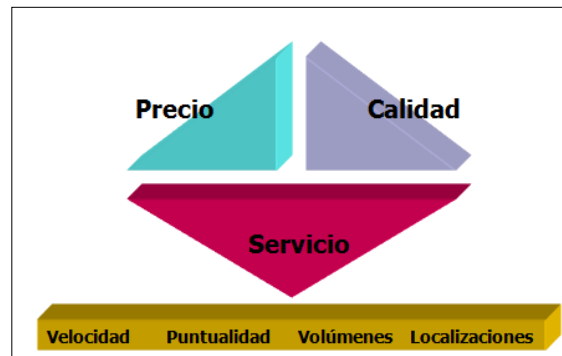 Precio Calidad
Servicio
Velocidad Puntualidad Volúmenes Localizaciones